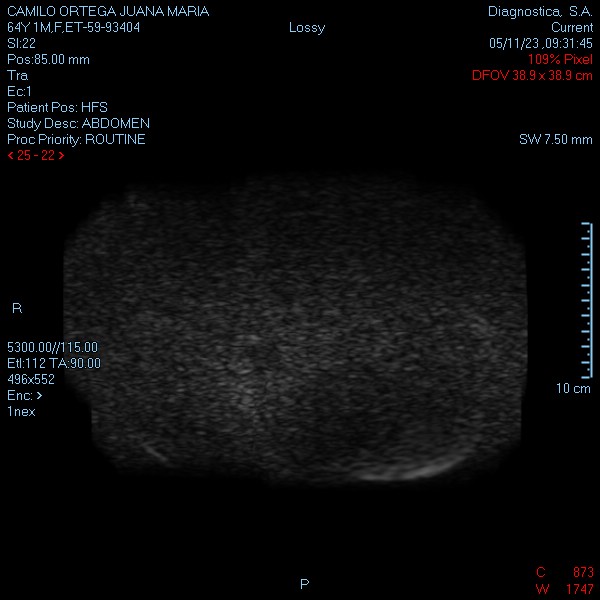 CAMILO ORTEGA JUANA MARIA
64Y 1M,F,ET-59-93404
SI:22
Pos:85.00 mm
Tra
Ec:1
Patient Pos: HFS
Study Desc: ABDOMEN
Proc Priority: ROUTINE
< 25 - 22 >
Lossy
Diagnostica, S.A.
Current
05/11/23 ,09:31:45
109% Pixel
DFOV 38.9 x 38.9 cm
SW 7.50 mm
R
5300.00//115.00
Etl:112 TA:90.00
496x552
Enc: >
1nex
10 cm
P
C 873
W 1747